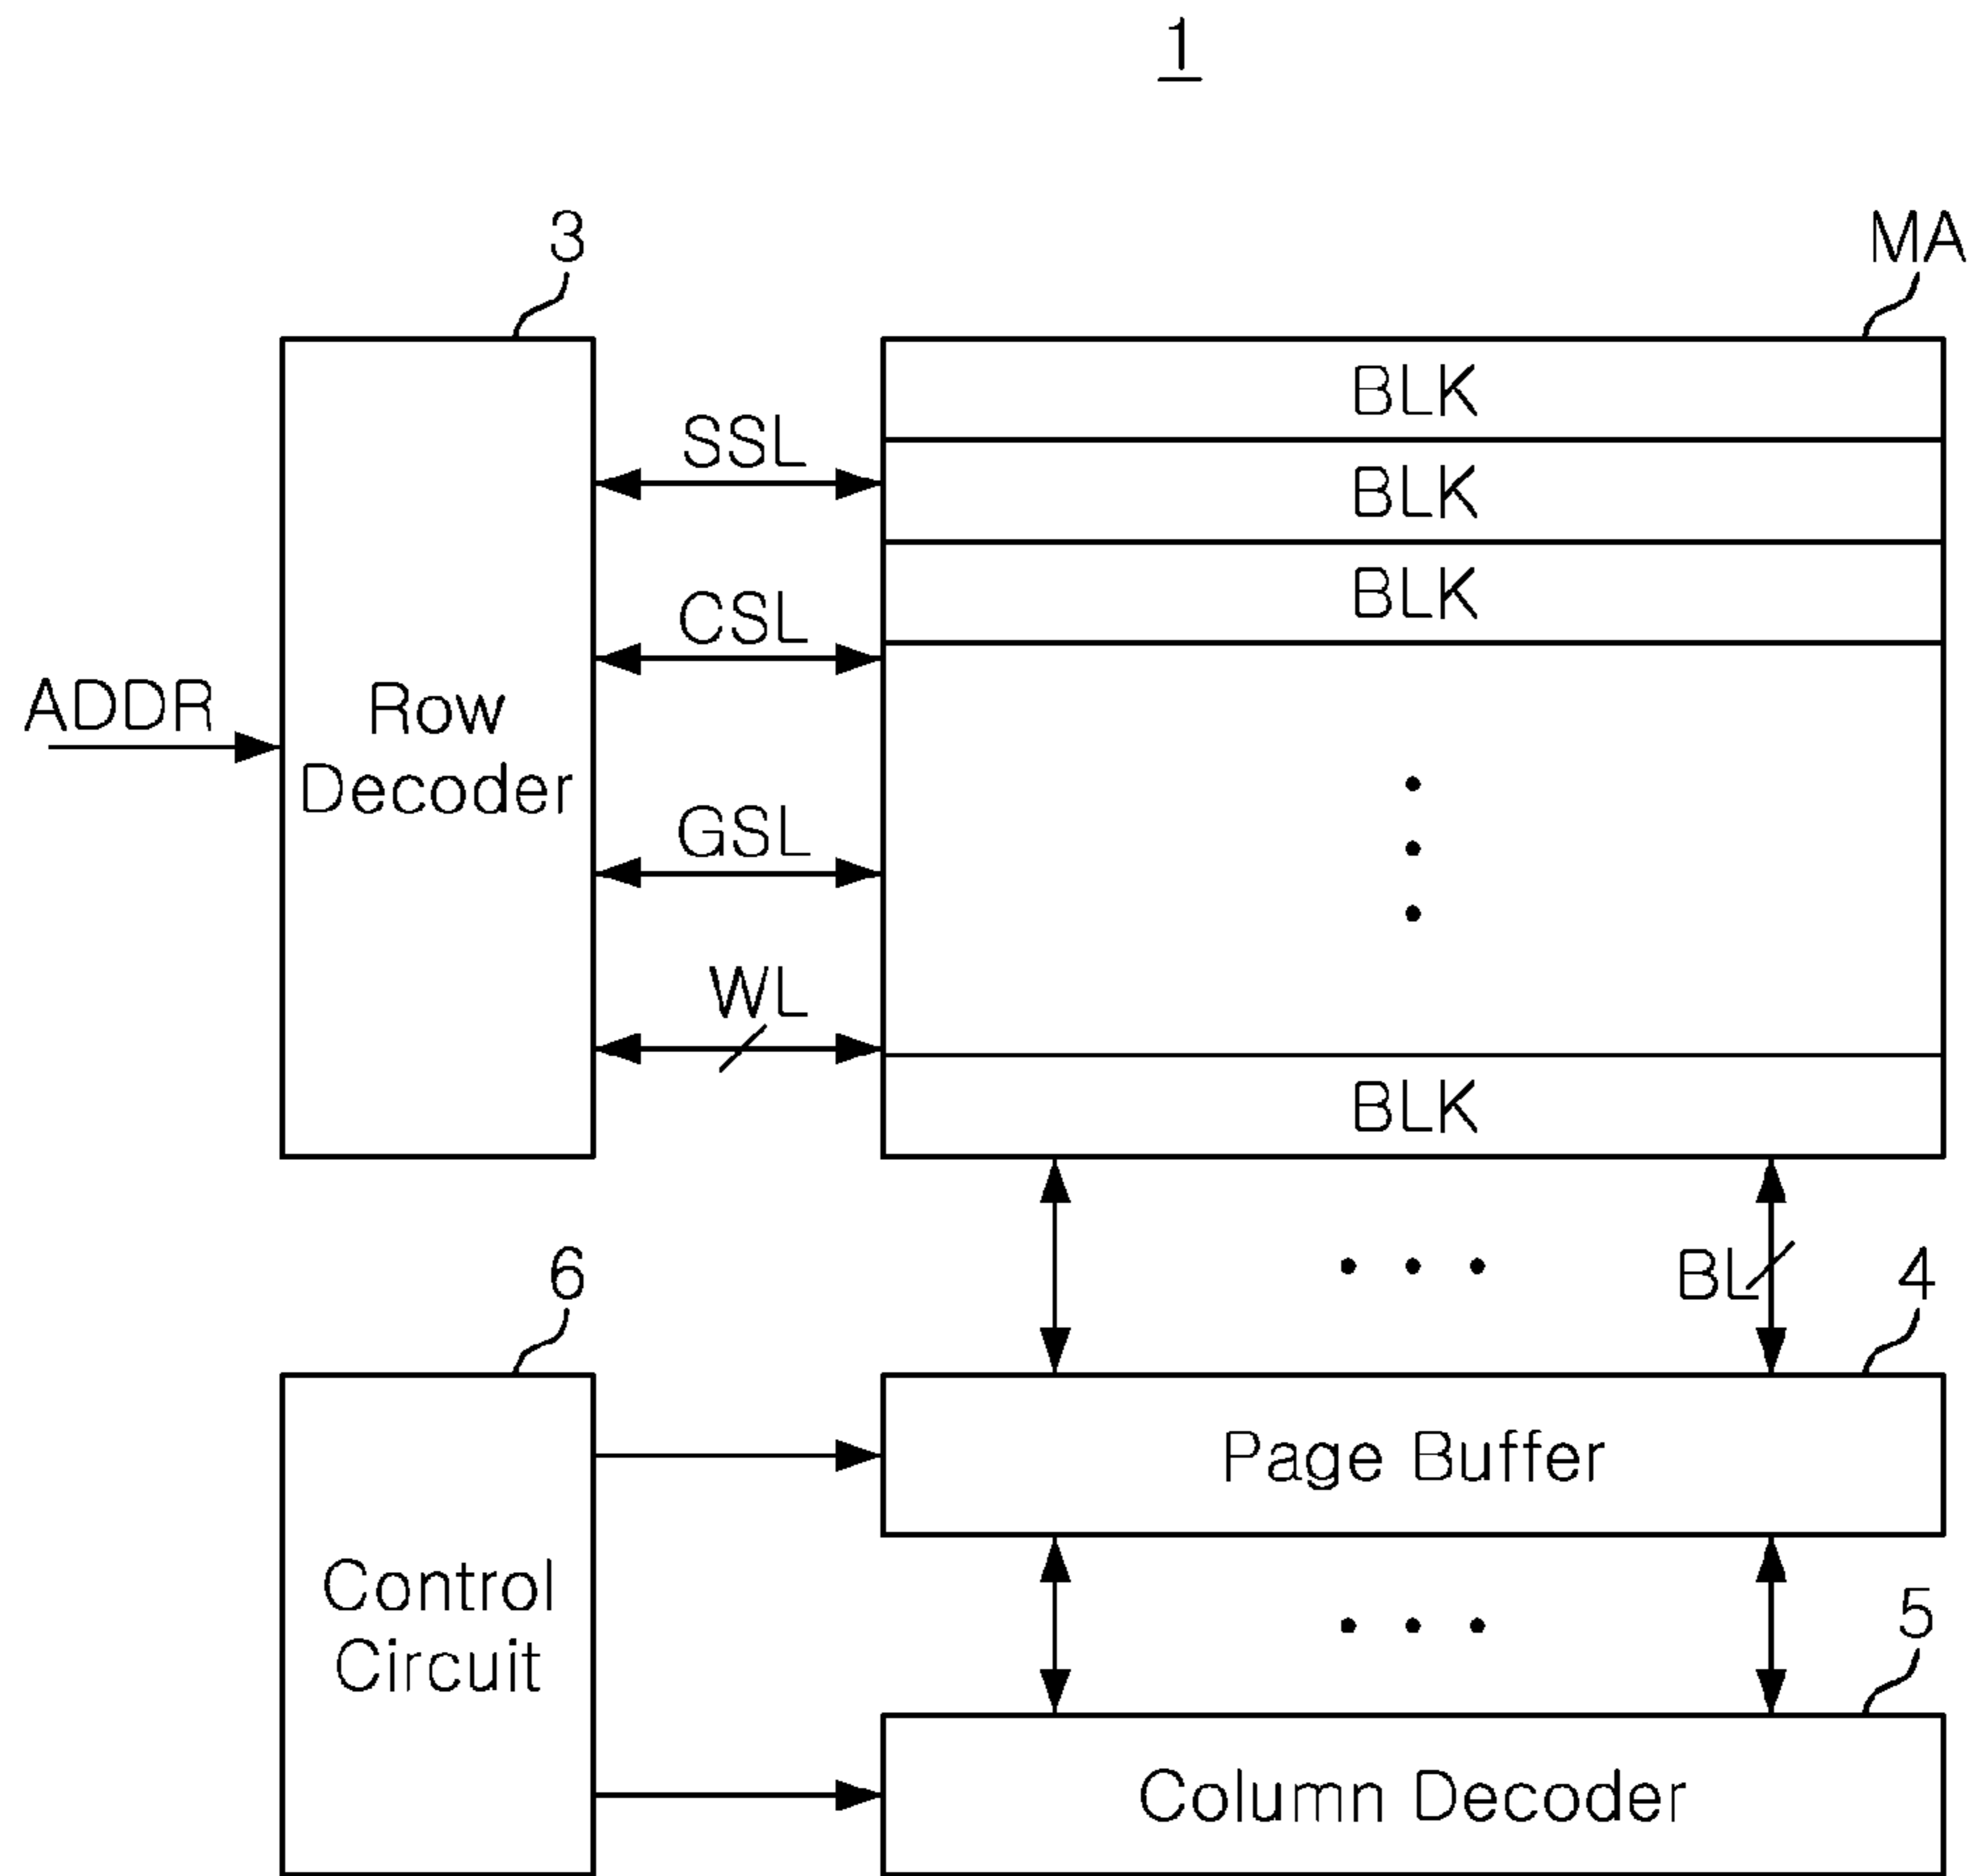 1
3
MA
BLK
SSL
BLK
BLK
CSL
ADDR
Row
Decoder
GSL
WL
BLK
6
BL
4
Page Buffer
Control
Circuit
5
Column Decoder